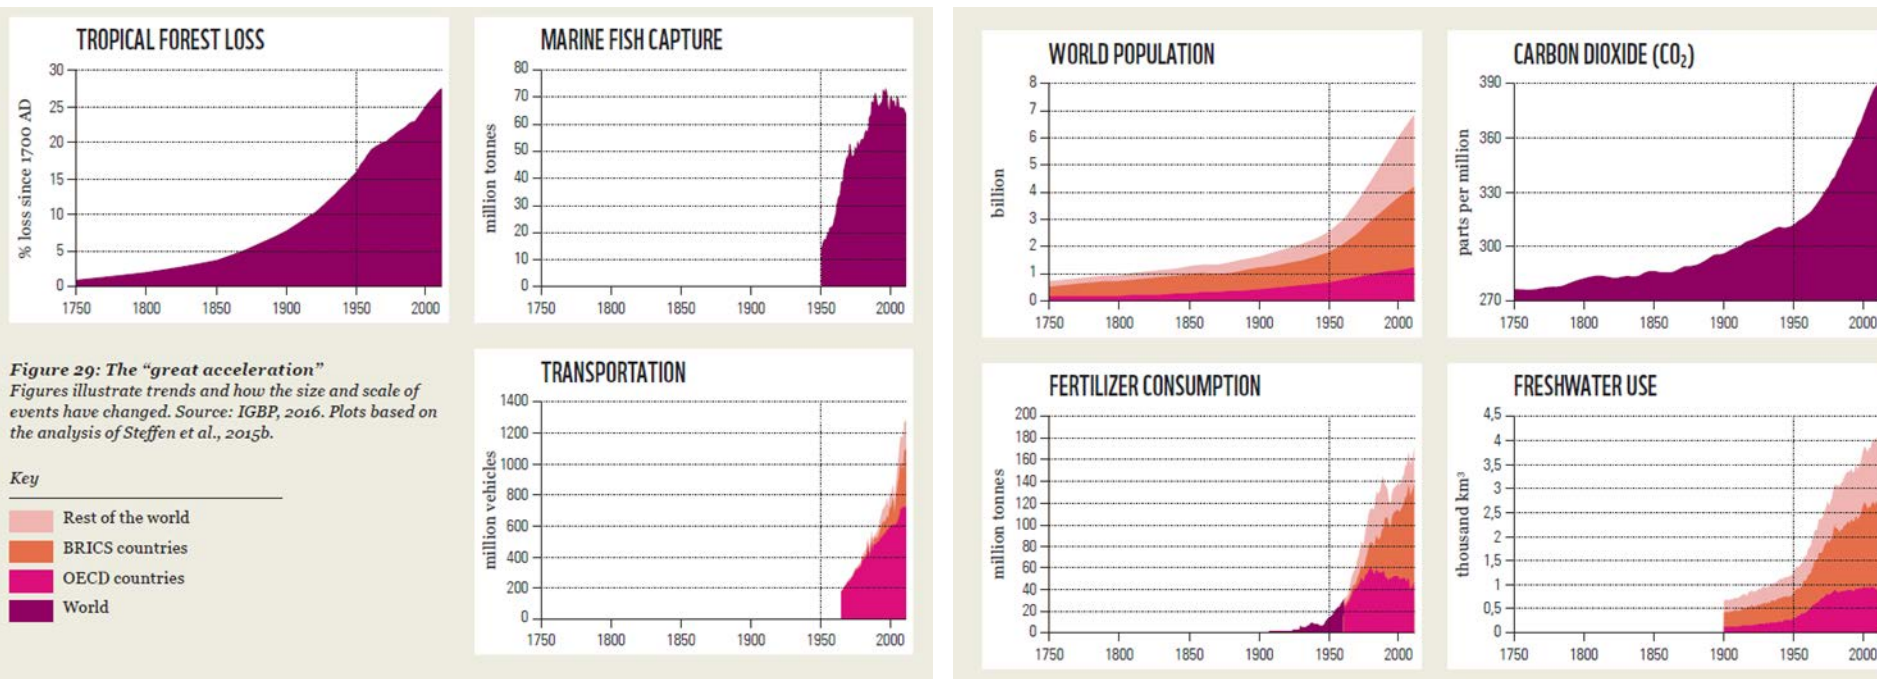 TROPICAL FOREST LOSS
% loss since 1700 AD
30
25
20
15
10
5
0
1750 1800 1850 1900 1950 2000
MARINE FISH CAPTURE
million tonnes
80
70
60
50
40
30
20
10
0
1750 1800 1850 1900 1950 2000
Figure 29: The “great acceleration”
Figures illustrate trends and how the size and scale of
events have changed. Source: IGBP, 2016. Plots based on
the analysis of Steffen et al., 2015b.
Key
Rest of the world
BRICS countries
OECD countries
World
TRANSPORTATION
million vehicles
1400
1200
1000
800
600
400
200
0
1750 1800 1850 1900 1950 2000
WORLD POPULATION
billion
8
7
6
5
4
3
2
1
0
1750 1800 1850 1900 1950 2000
CARBON DIOXIDE (CO₂)
parts per million
390
360
330
300
270
1750 1800 1850 1900 1950 2000
FERTILIZER CONSUMPTION
million tonnes
200
180
160
140
120
100
80
60
40
20
0
1750 1800 1850 1900 1950 2000
FRESHWATER USE
thousand km³
4,5
4
3,5
3
2,5
2
1,5
1
0,5
0
1750 1800 1850 1900 1950 2000